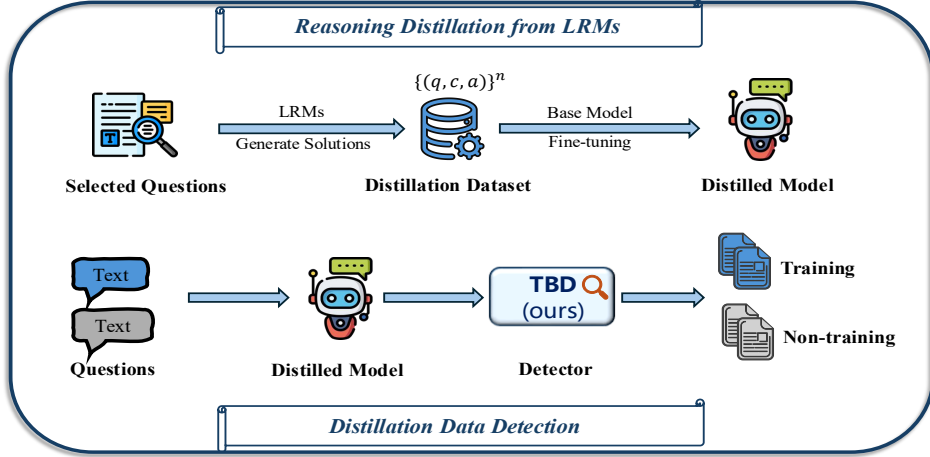 Reasoning Distillation from LRMs
{(q, c, a)}ⁿ
LRMs
Generate Solutions
Base Model
Fine-tuning
T
Selected Questions
Distillation Dataset
Distilled Model
Text
Text
Questions
Distilled Model
TBD
(ours)
Detector
Training
Non-training
Distillation Data Detection